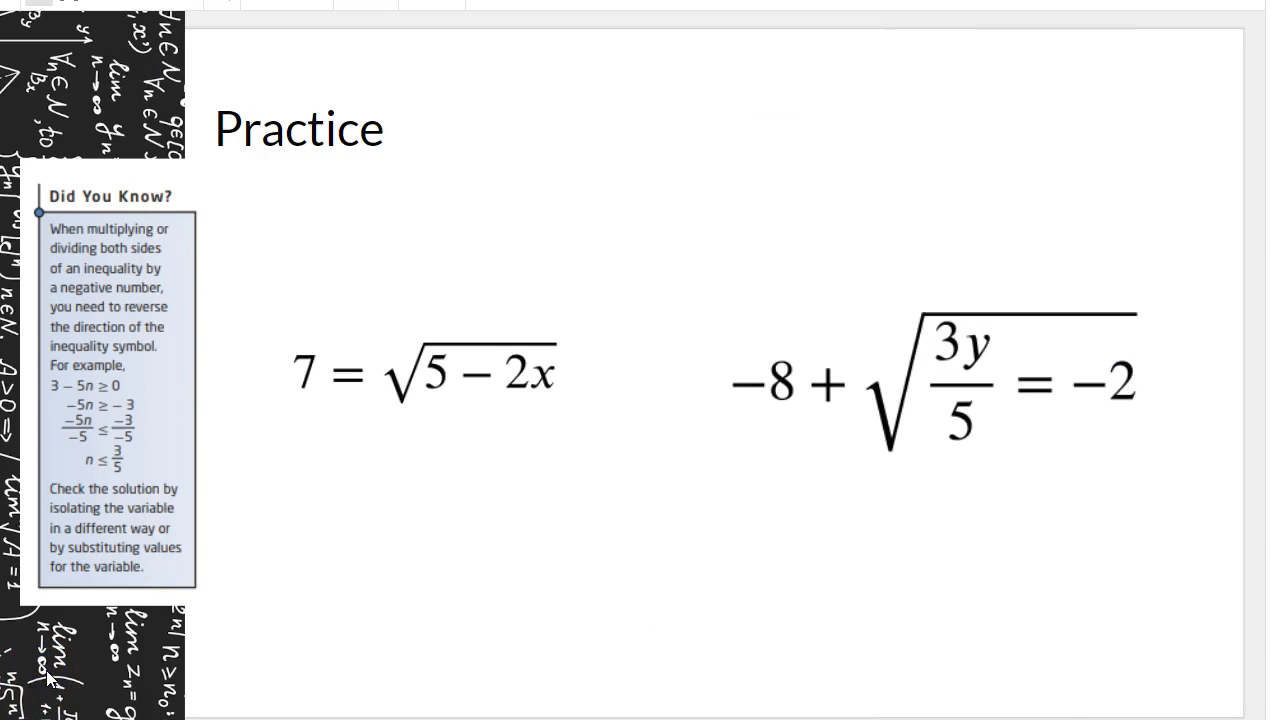 Practice
Did You Know?
When multiplying or
dividing both sides
of an inequality by
a negative number,
you need to reverse
the direction of the
inequality symbol.
For example,
3 – 5n ≥ 0
–5n ≥ – 3
–5n/–5 ≤ –3/–5
n ≤ 3/5
Check the solution by
isolating the variable
in a different way or
by substituting values
for the variable.
7 = √(5 − 2x)
−8 + √(3y/5) = −2